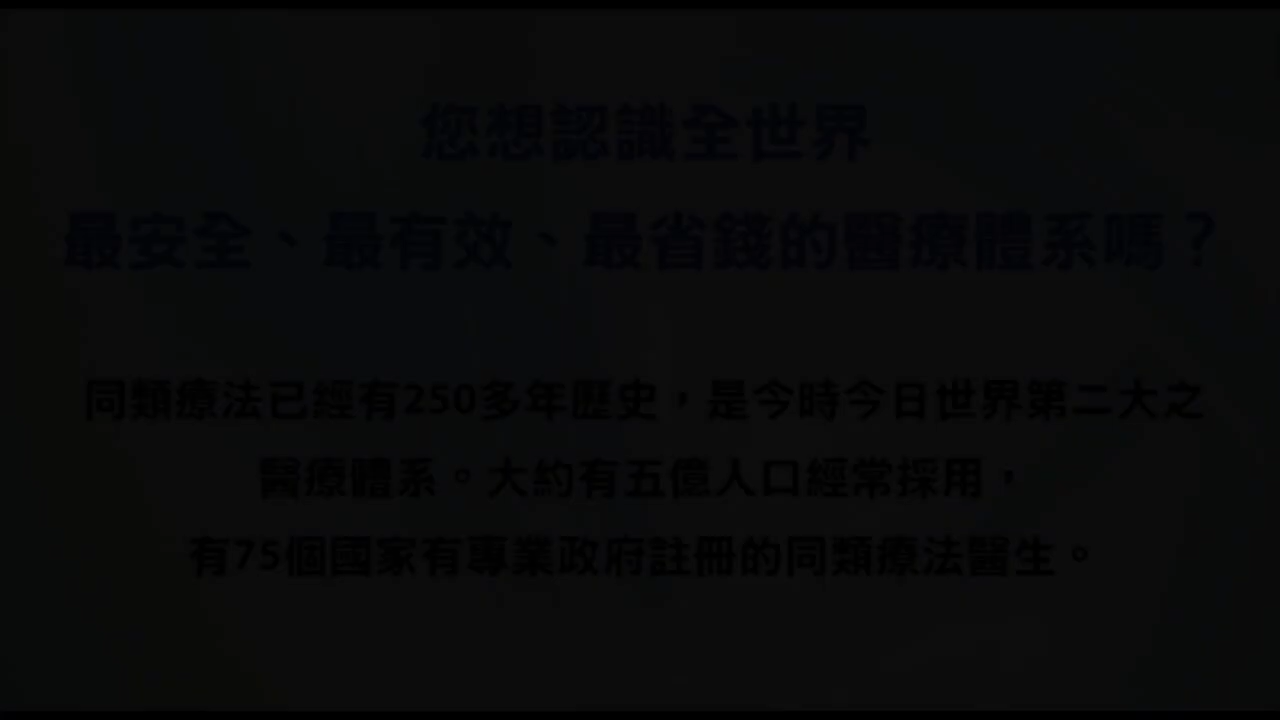 您想認識全世界
最安全、最有效、最省錢的醫療體系嗎？
同類療法已經有250多年歷史，是今時今日世界第二大之
醫療體系。大約有五億人口經常採用，
有75個國家有專業政府註冊的同類療法醫生。